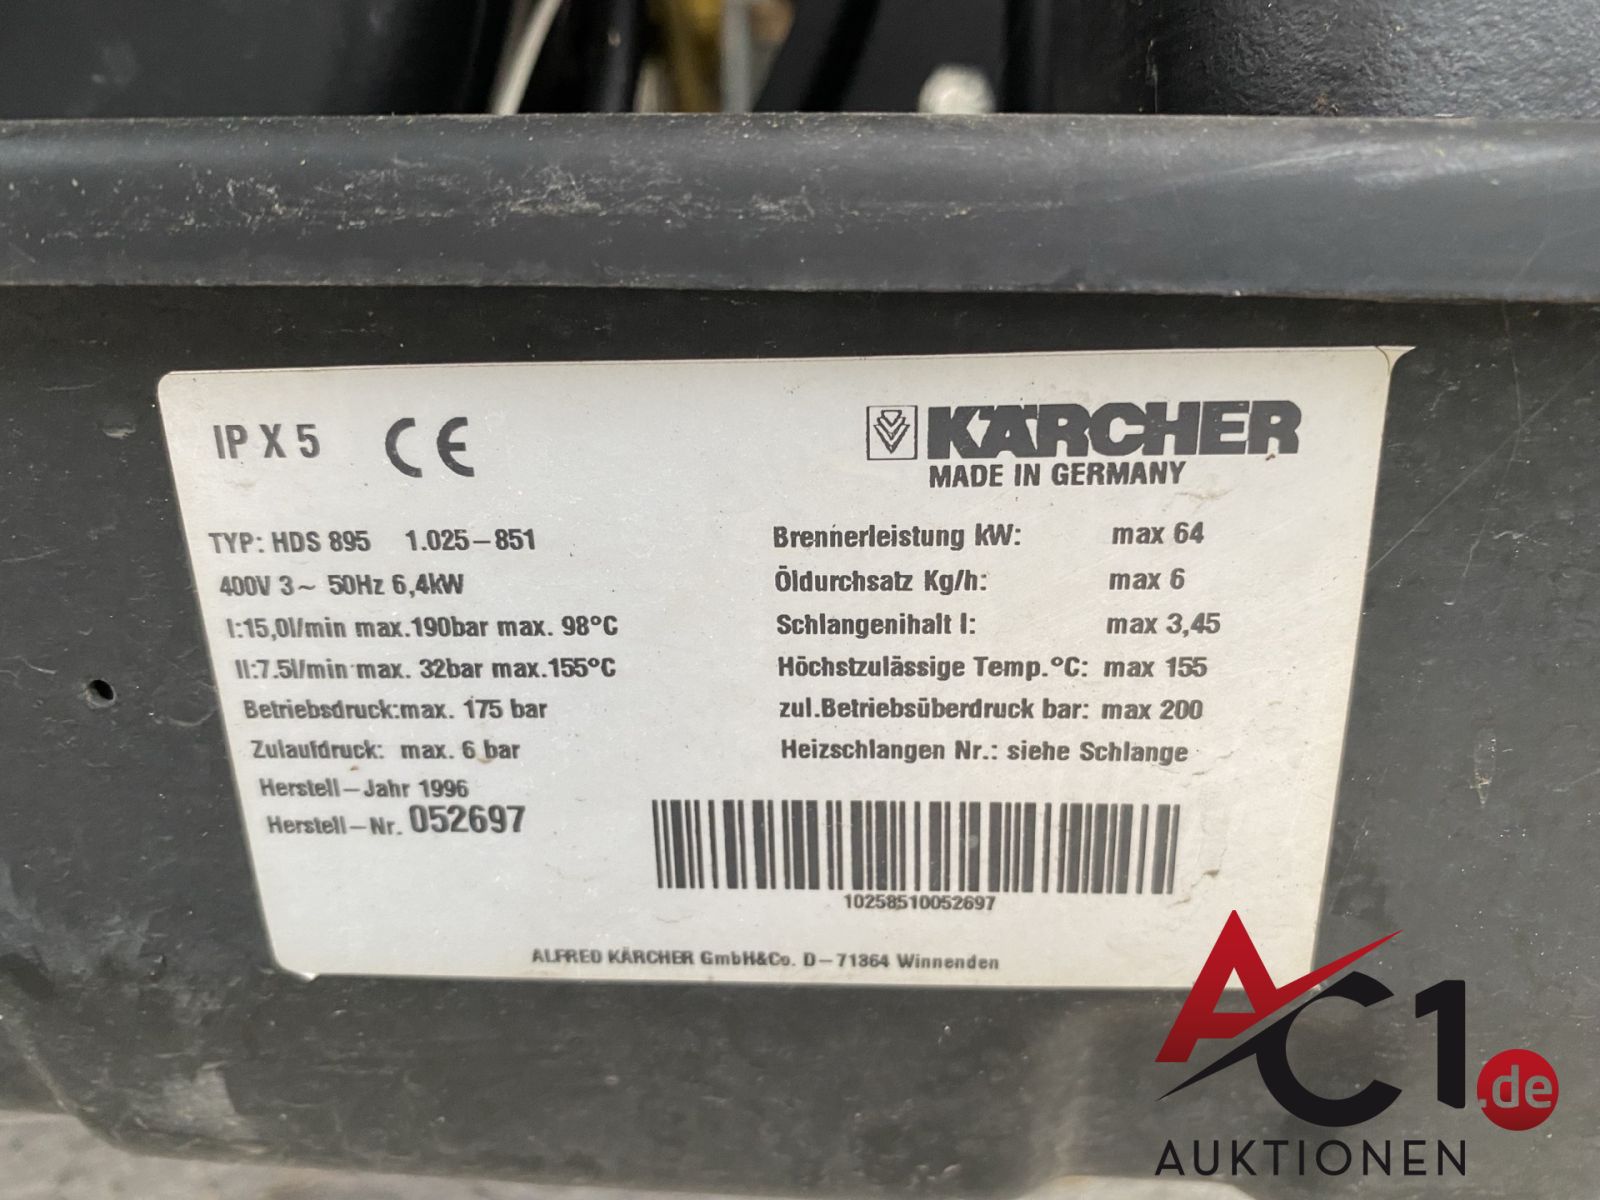 IP X 5 CE
KÄRCHER
MADE IN GERMANY
TYP: HDS 895 1.025-851
400V 3~ 50Hz 6,4kW
I:15,0l/min max.190bar max. 98°C
II:7.5l/min max. 32bar max.155°C
Betriebsdruck:max. 175 bar
Zulaufdruck: max. 6 bar
Herstell-Jahr 1996
Herstell-Nr. 052697
Brennerleistung kW: max 64
Öldurchsatz Kg/h: max 6
Schlangenihalt l: max 3,45
Höchstzulässige Temp.°C: max 155
zul.Betriebsüberdruck bar: max 200
Heizschlangen Nr.: siehe Schlange
10258510052697
ALFRED KÄRCHER GmbH&Co. D-71364 Winnenden
AC1.de
AUKTIONEN